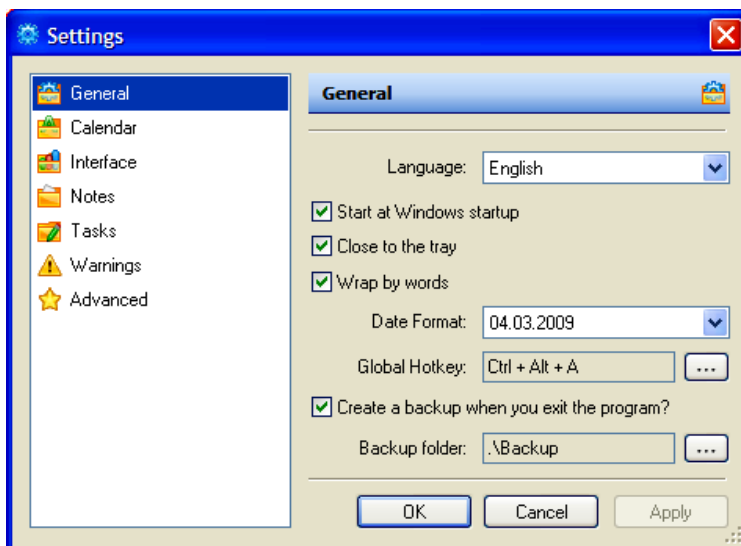 Settings
General
Calendar
Interface
Notes
Tasks
Warnings
Advanced
General
Language: English
Start at Windows startup
Close to the tray
Wrap by words
Date Format: 04.03.2009
Global Hotkey: Ctrl + Alt + A ...
Create a backup when you exit the program?
Backup folder: .\Backup ...
OK Cancel Apply